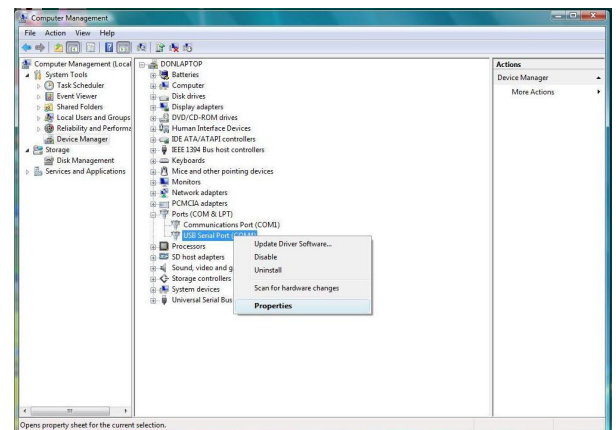 Computer Management
File Action View Help
Computer Management (Local
System Tools
Task Scheduler
Event Viewer
Shared Folders
Local Users and Groups
Reliability and Performa
Device Manager
Storage
Disk Management
Services and Applications
DONLAPTOP
Batteries
Computer
Disk drives
Display adapters
DVD/CD-ROM drives
Human Interface Devices
IDE ATA/ATAPI controllers
IEEE 1394 Bus host controllers
Keyboards
Mice and other pointing devices
Monitors
Network adapters
PCMCIA adapters
Ports (COM & LPT)
Communications Port (COM1)
USB Serial Port
Processors
SD host adapters
Sound, video and g
Storage controllers
System devices
Universal Serial Bus
Update Driver Software...
Disable
Uninstall
Scan for hardware changes
Properties
Actions
Device Manager
More Actions
Opens property sheet for the current selection.